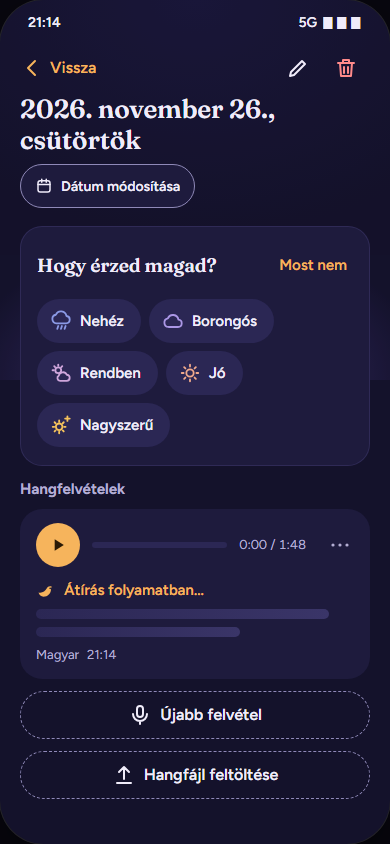 21:14
5G
Vissza
2026. november 26.,
csütörtök
Dátum módosítása
Hogy érzed magad?
Most nem
Nehéz
Borongós
Rendben
Jó
Nagyszerű
Hangfelvételek
0:00 / 1:48
Átírás folyamatban...
Magyar 21:14
Újabb felvétel
Hangfájl feltöltése